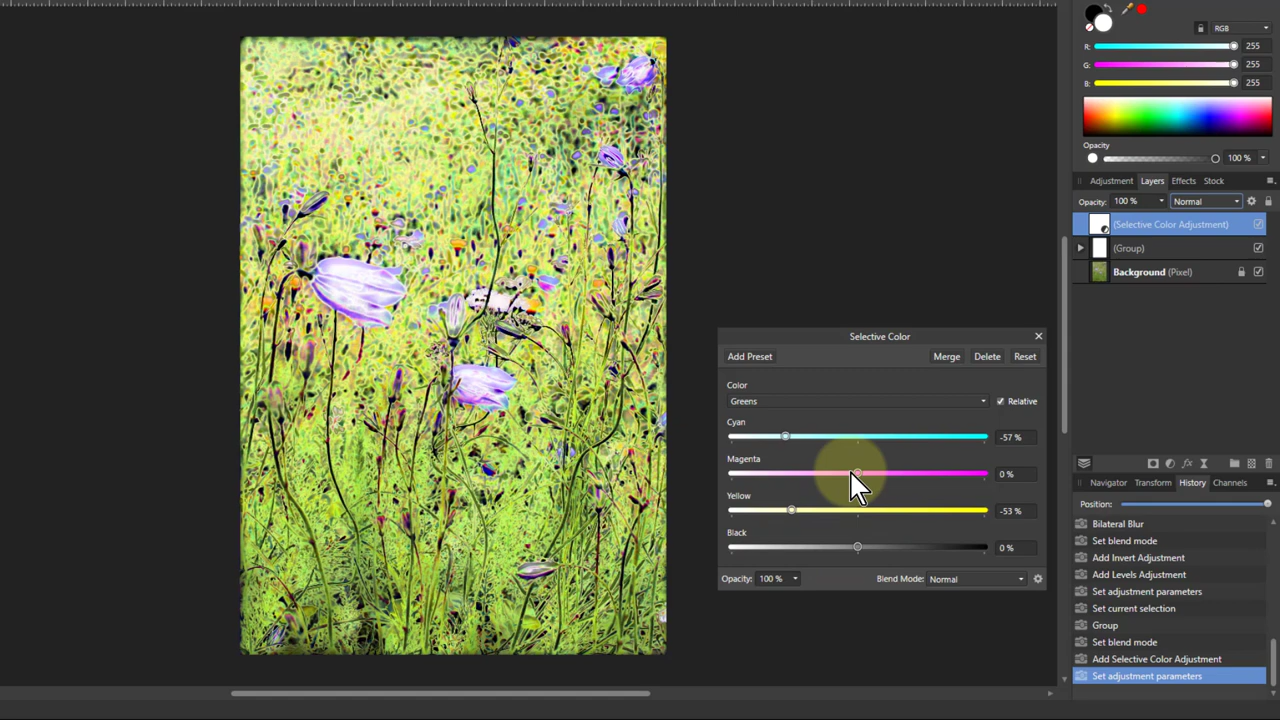 RGB
R:
255
G:
255
B:
255
Opacity
100 %
Adjustment Layers Effects Stock
Opacity: 100 % Normal
(Selective Color Adjustment)
(Group)
Background (Pixel)
Selective Color
Add Preset Merge Delete Reset
Color
Greens Relative
Cyan
-57 %
Magenta
0 %
Yellow
-53 %
Black
0 %
Opacity: 100 % Blend Mode: Normal
Navigator Transform History Channels
Position:
Bilateral Blur
Set blend mode
Add Invert Adjustment
Add Levels Adjustment
Set adjustment parameters
Set current selection
Group
Set blend mode
Add Selective Color Adjustment
Set adjustment parameters